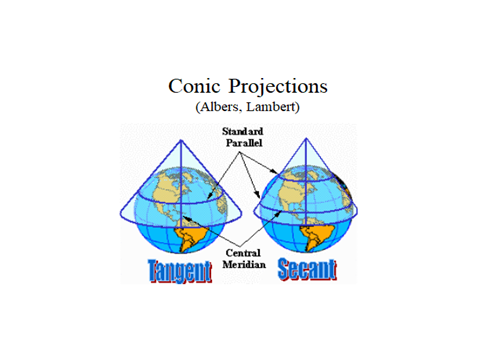 Conic Projections
(Albers, Lambert)
Standard
Parallel
Central
Meridian
Tangent
Secant